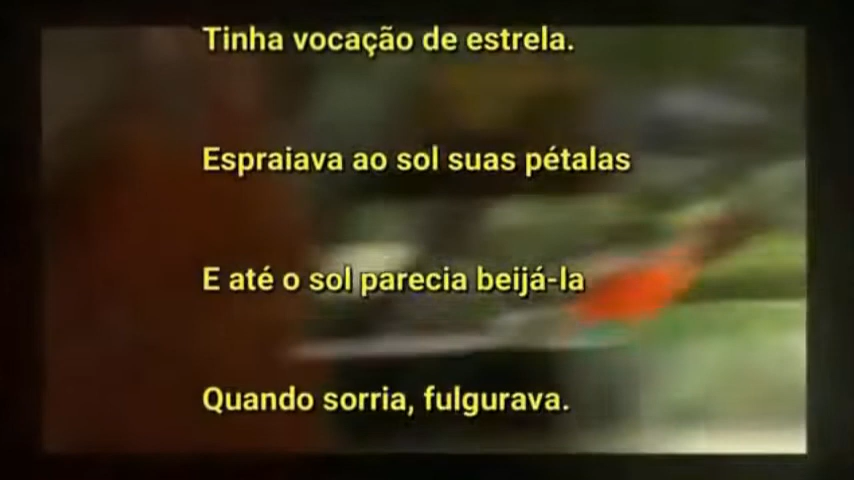 Tinha vocação de estrela.
Espraiava ao sol suas pétalas
E até o sol parecia beijá-la
Quando sorria, fulgurava.